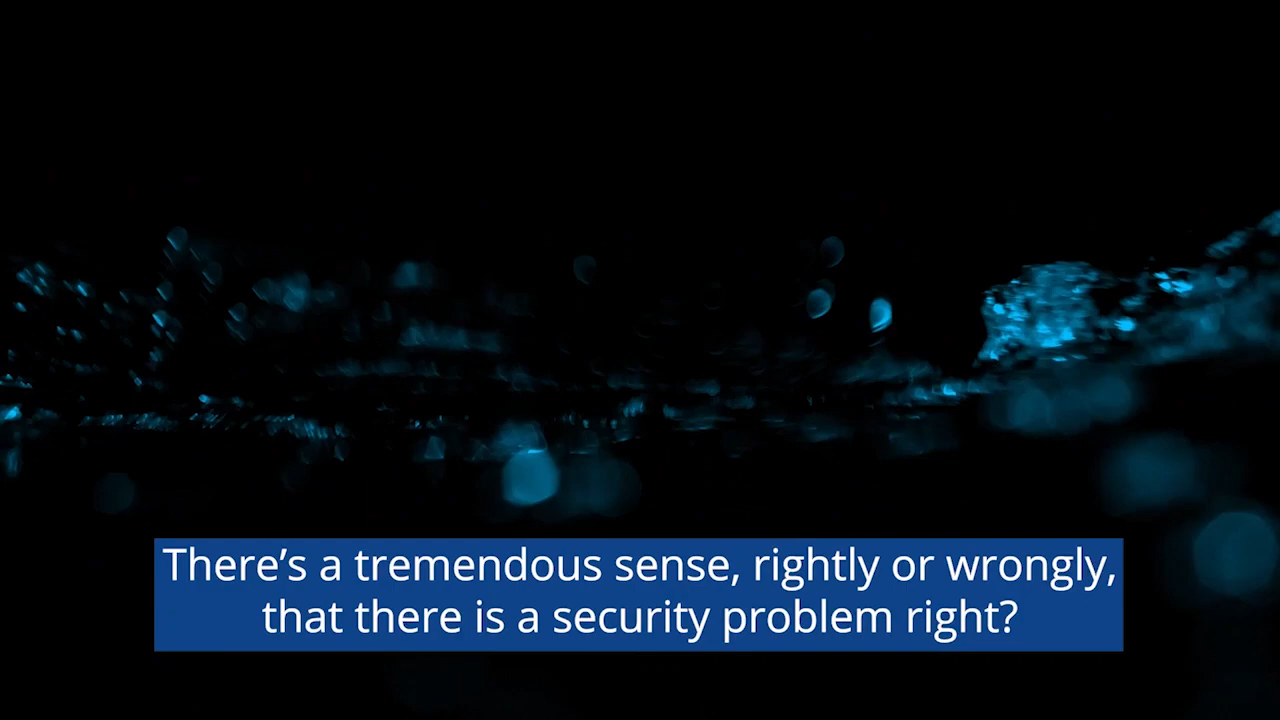 There’s a tremendous sense, rightly or wrongly,
that there is a security problem right?